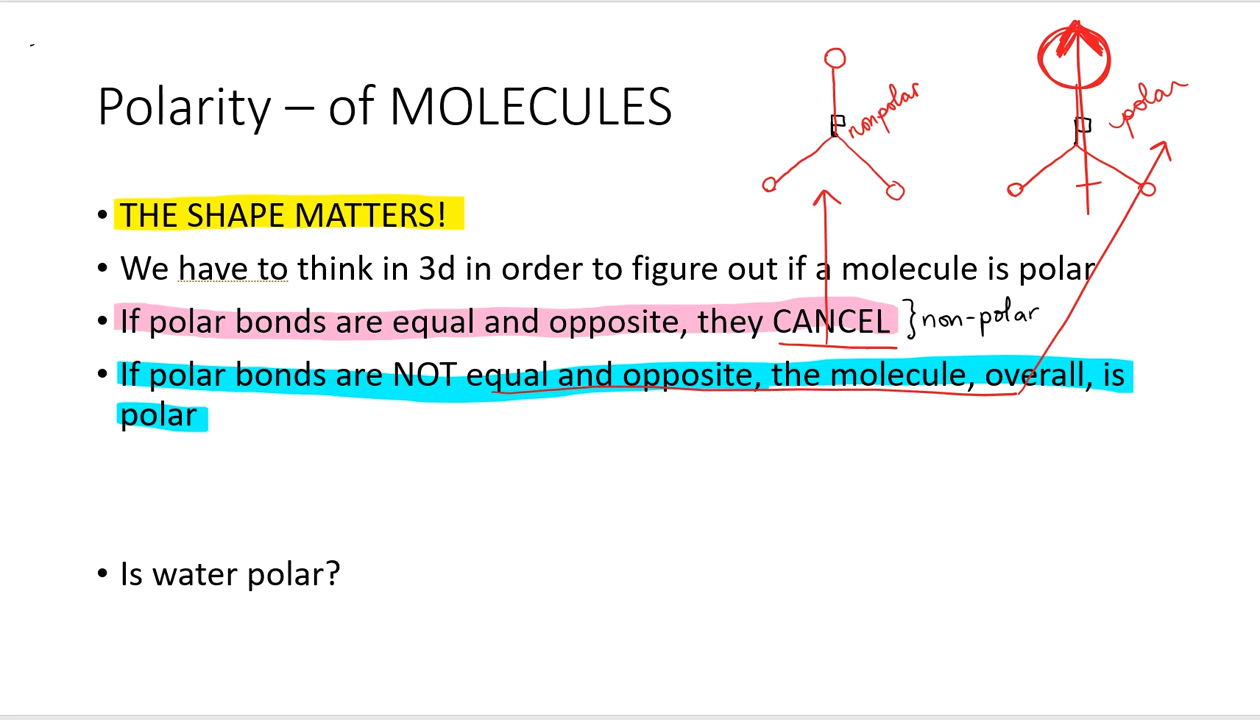 Polarity – of MOLECULES
P
nonpolar
P
polar
• THE SHAPE MATTERS!
• We have to think in 3d in order to figure out if a molecule is polar
• If polar bonds are equal and opposite, they CANCEL } non-polar
• If polar bonds are NOT equal and opposite, the molecule, overall, is
polar
• Is water polar?